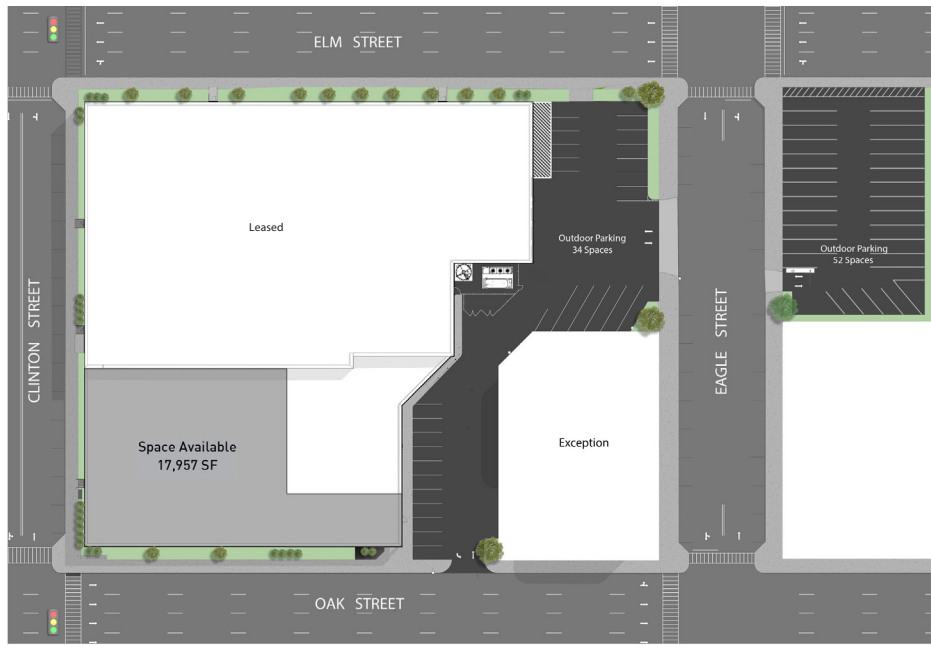 ELM STREET
Leased
Outdoor Parking
34 Spaces
Outdoor Parking
52 Spaces
CLINTON STREET
EAGLE STREET
Space Available
17,957 SF
Exception
OAK STREET